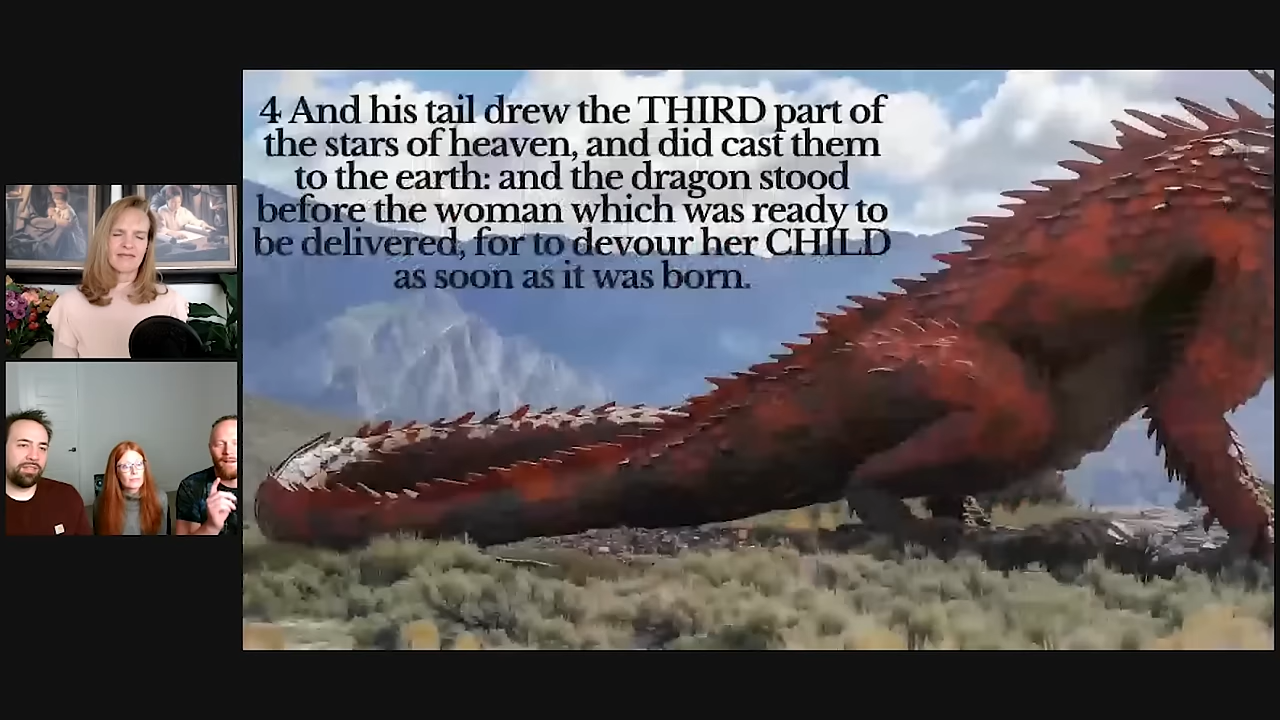 4 And his tail drew the THIRD part of
the stars of heaven, and did cast them
to the earth: and the dragon stood
before the woman which was ready to
be delivered, for to devour her CHILD
as soon as it was born.